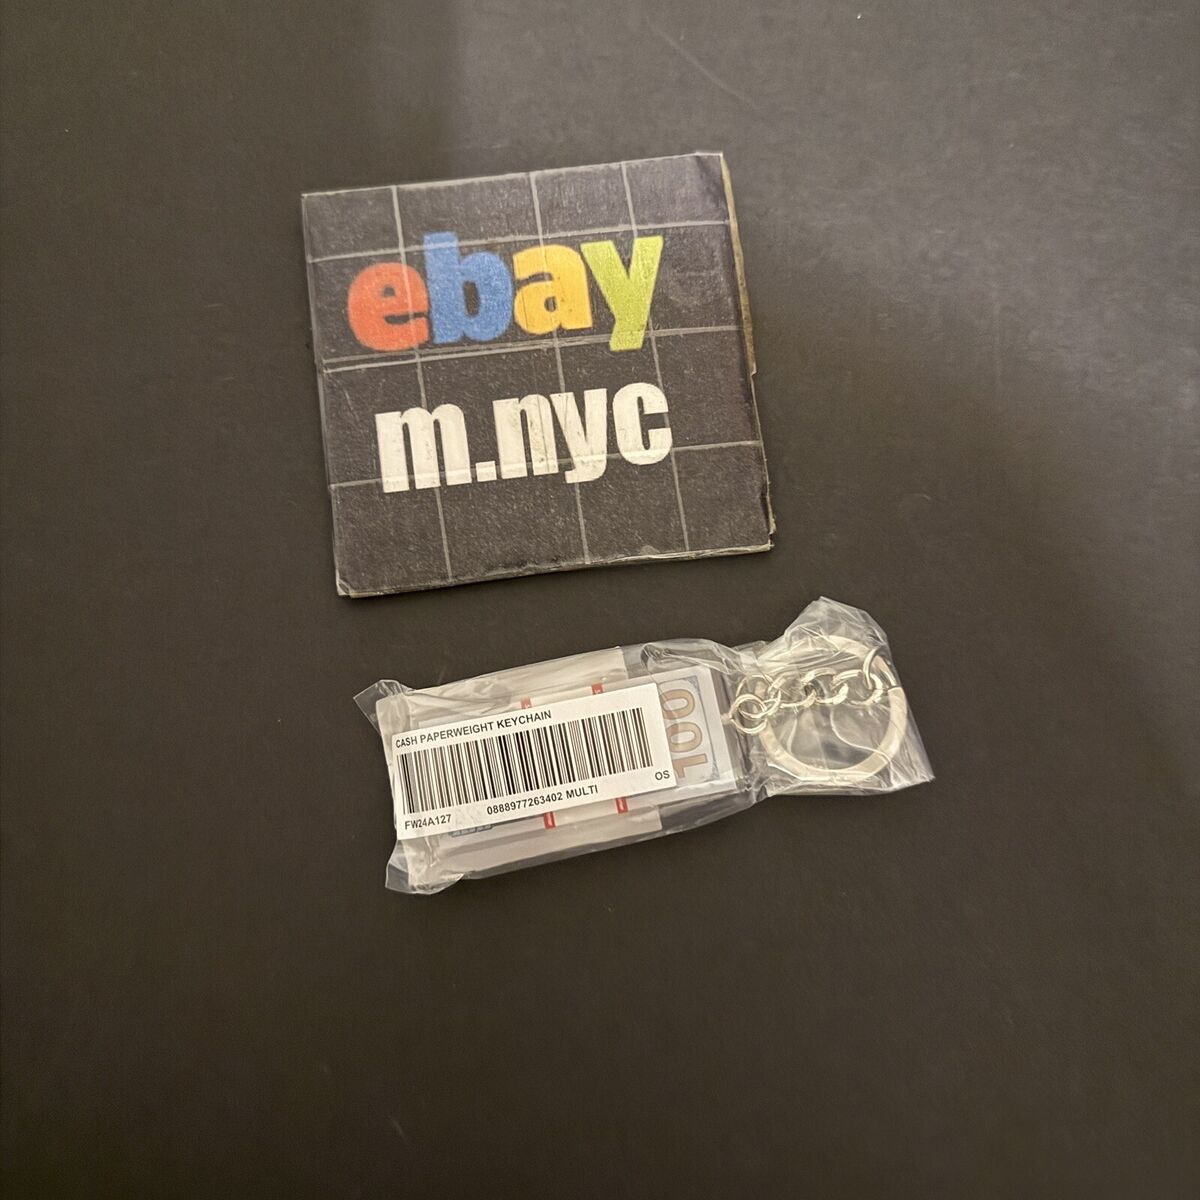 ebay
m.nyc
CASH PAPERWEIGHT KEYCHAIN
OS
0888977263402 MULTI
FW24A127
100